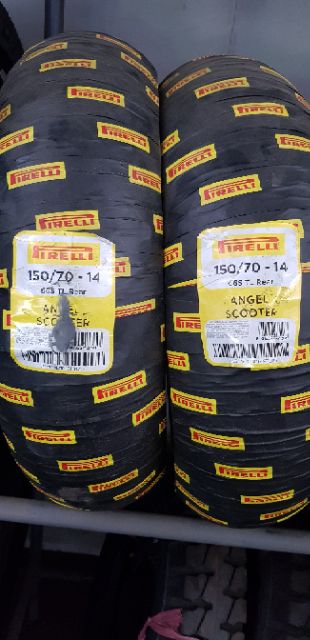 PIRELLI
150/70 - 14
66S TL Rear
ANGEL
SCOOTER
PIRELLI
150/70 - 14
66S TL Rear
ANGEL
SCOOTER